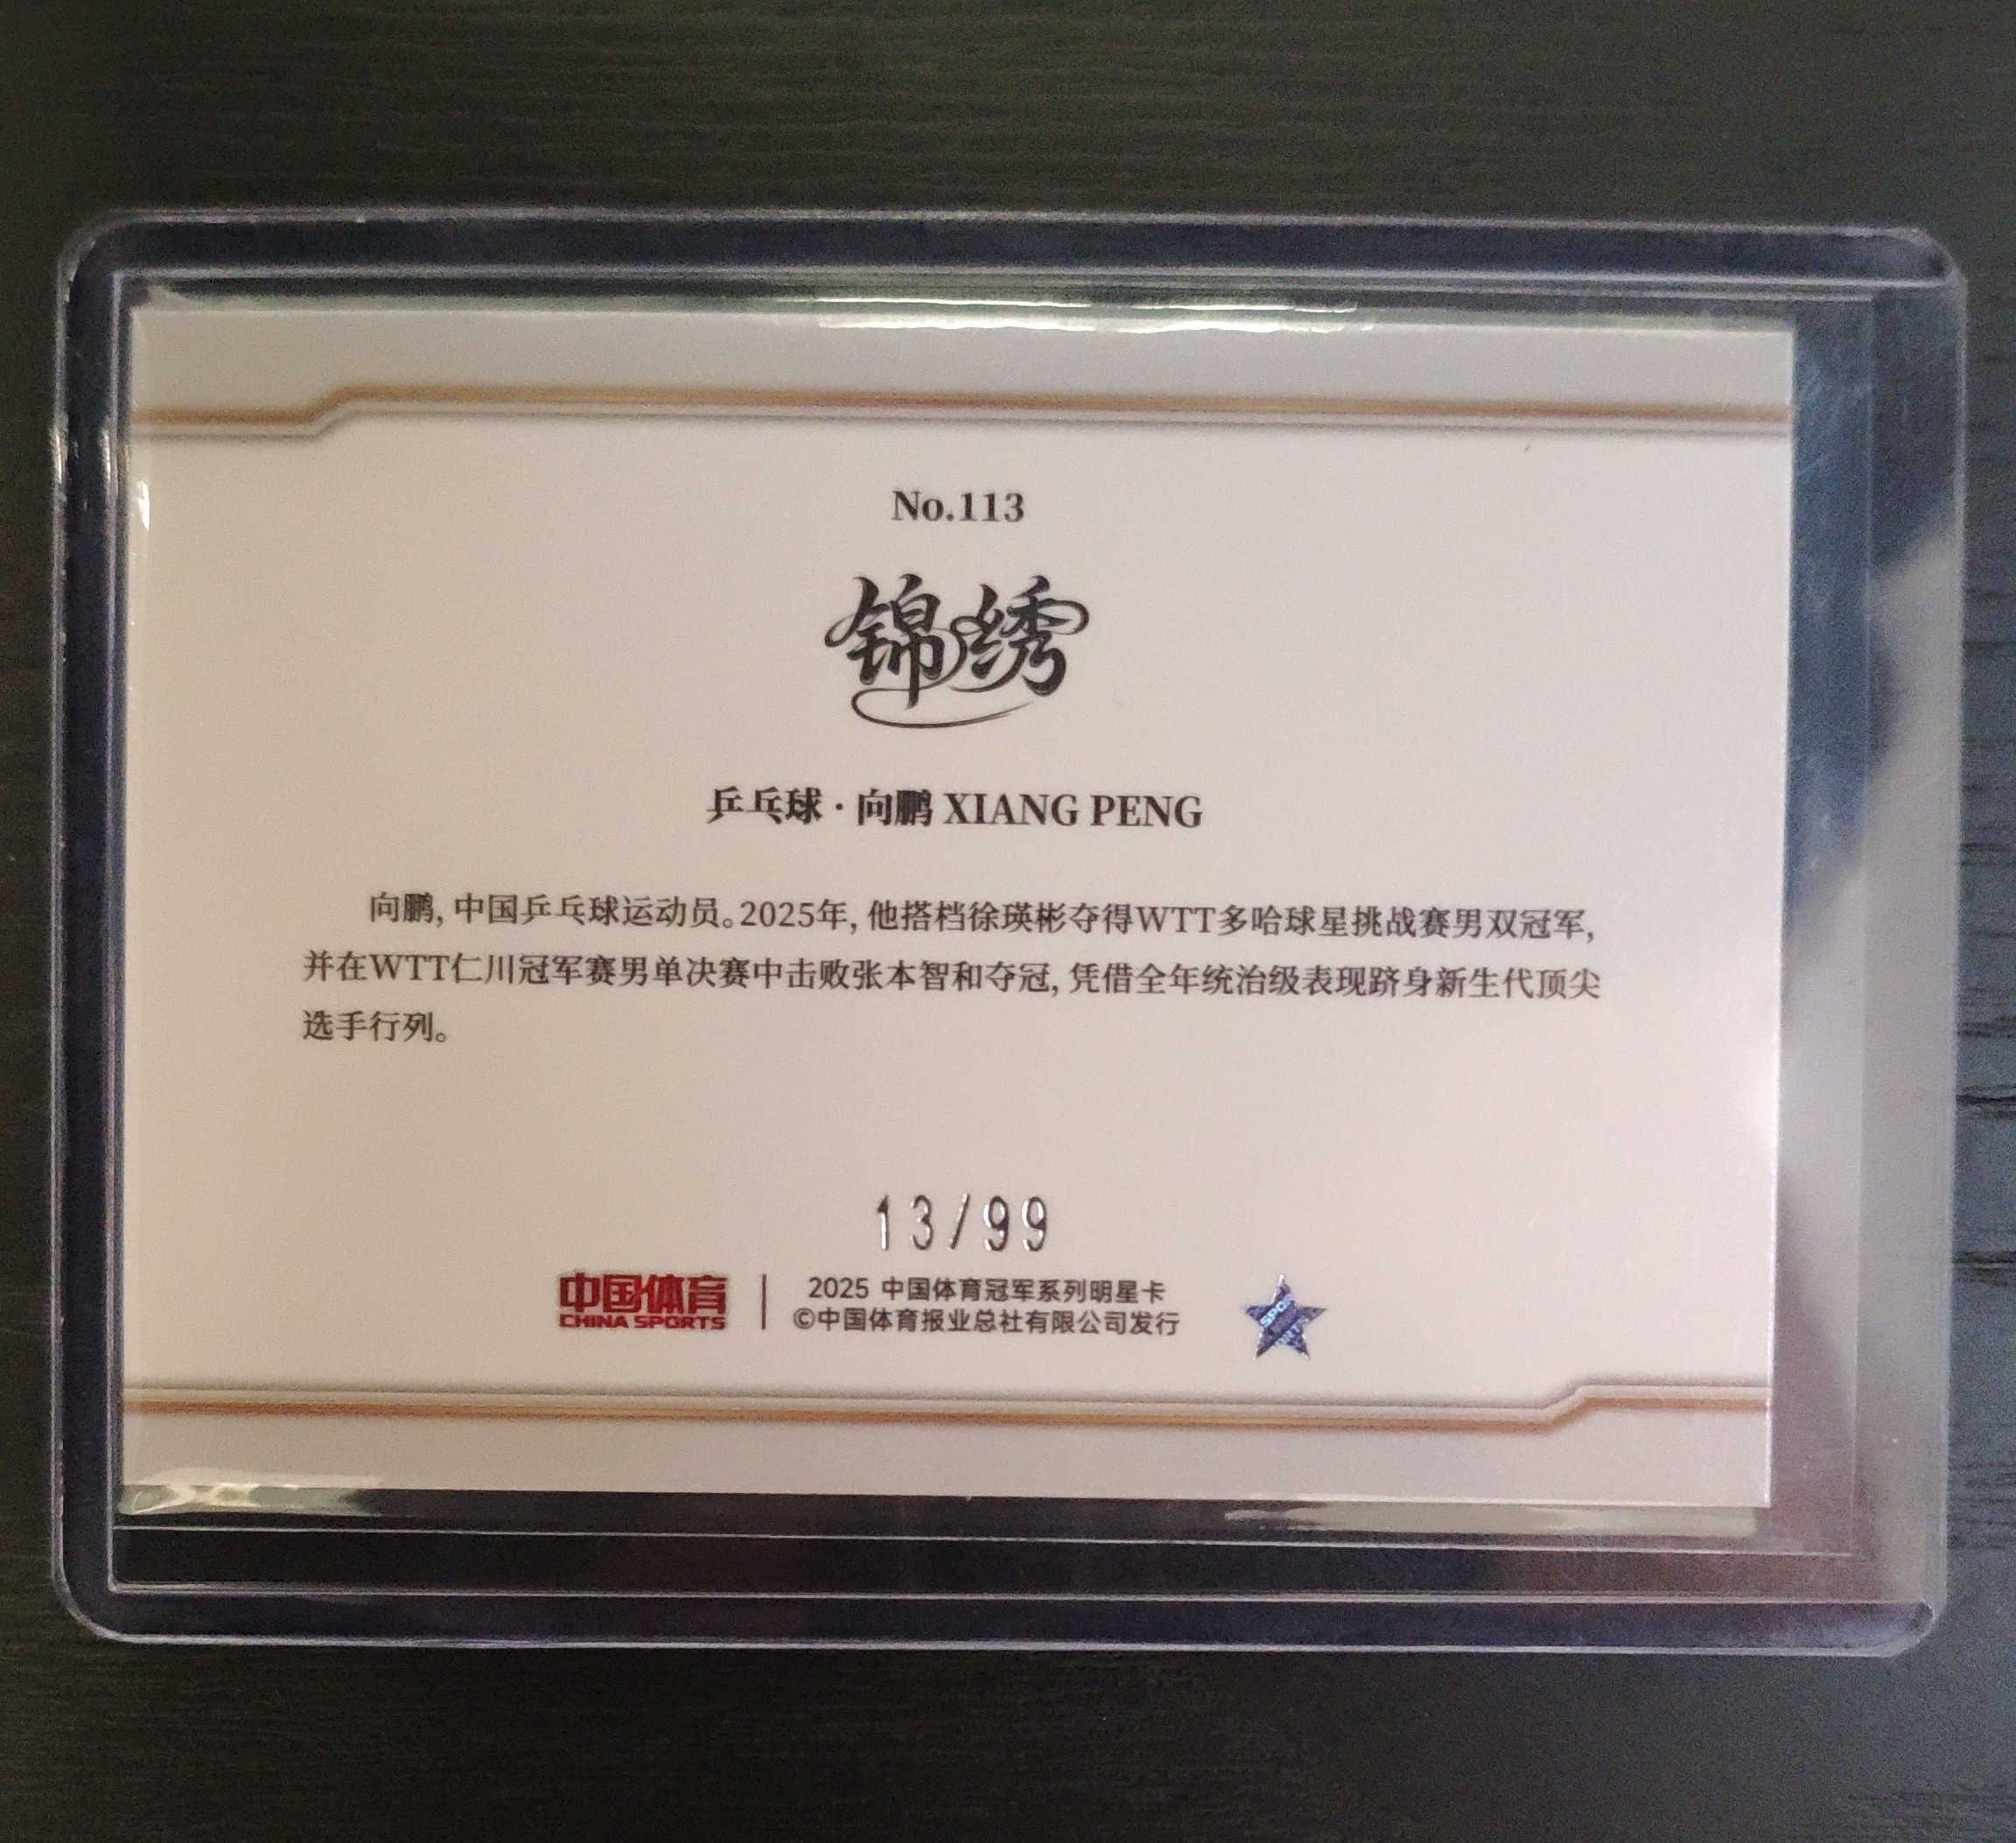 No.113
锦绣
乒乓球·向鹏 XIANG PENG
向鹏，中国乒乓球运动员。2025年，他搭档徐瑛彬夺得WTT多哈球星挑战赛男双冠军，
并在WTT仁川冠军赛男单决赛中击败张本智和夺冠，凭借全年统治级表现跻身新生代顶尖
选手行列。
13/99
中国体育
CHINA SPORTS
2025 中国体育冠军系列明星卡
©中国体育报业总社有限公司发行